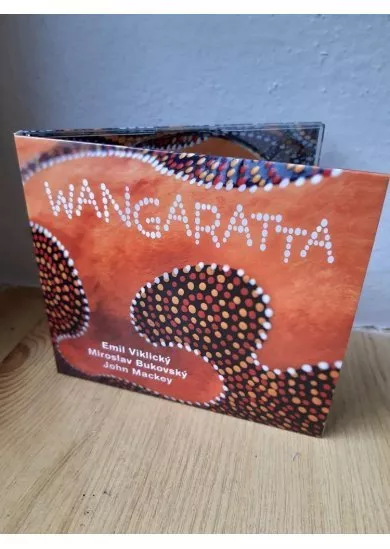 WANGARATTA
Emil Viklický
Miroslav Bukovský
John Mackey